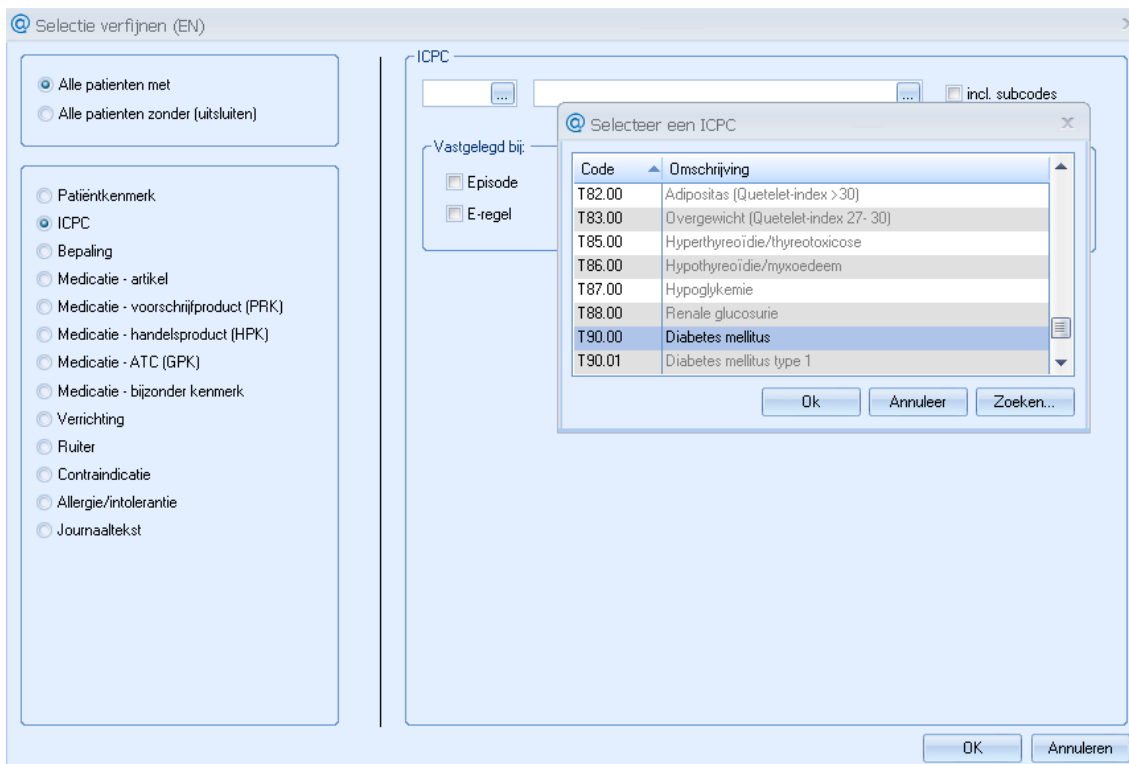 Selectie verfijnen (EN)
Alle patienten met
Alle patienten zonder (uitsluiten)
Patiëntkenmerk
ICPC
Bepaling
Medicatie - artikel
Medicatie - voorschrijfproduct (PRK)
Medicatie - handelsproduct (HPK)
Medicatie - ATC (GPK)
Medicatie - bijzonder kenmerk
Verrichting
Ruiter
Contraindicatie
Allergie/intolerantie
Journaaltekst
ICPC
... ... incl. subcodes
Vastgelegd bij:
Episode
E-regel
Selecteer een ICPC
Code Omschrijving
T82.00 Adipositas (Quetelet-index >30)
T83.00 Overgewicht (Quetelet-index 27- 30)
T85.00 Hyperthyreoïdie/thyreotoxicose
T86.00 Hypothyreoïdie/myxoedeem
T87.00 Hypoglykemie
T88.00 Renale glucosurie
T90.00 Diabetes mellitus
T90.01 Diabetes mellitus type 1
Ok Annuleer Zoeken...
OK Annuleren